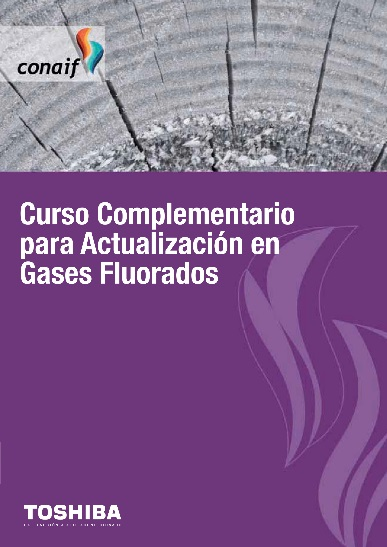 conaif
Curso Complementario
para Actualización en
Gases Fluorados
TOSHIBA